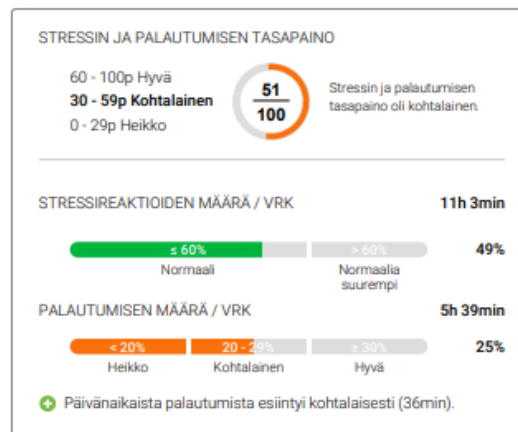 STRESSIN JA PALAUTUMISEN TASAPAINO
60 - 100p Hyvä
30 - 59p Kohtalainen
0 - 29p Heikko
51
100
Stressin ja palautumisen
tasapaino oli kohtalainen.
STRESSIREAKTIOIDEN MÄÄRÄ / VRK 11h 3min
≤ 60% > 60% 49%
Normaali Normaalia
suurempi
PALAUTUMISEN MÄÄRÄ / VRK 5h 39min
< 20% 20 - 29% ≥ 30% 25%
Heikko Kohtalainen Hyvä
Päivänaikaista palautumista esiintyi kohtalaisesti (36min).